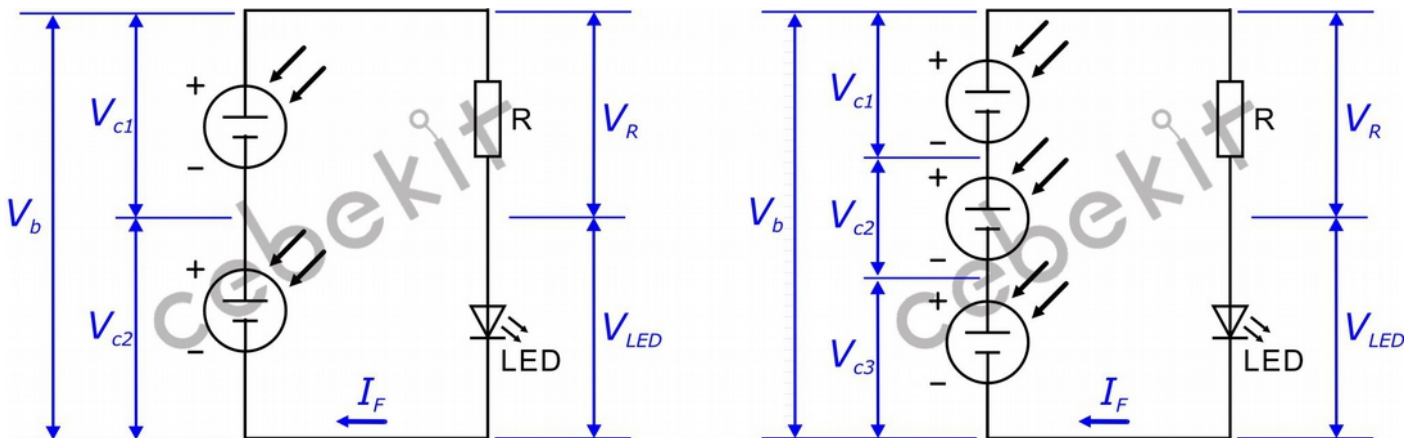 V_b
V_c1
V_c2
+
−
+
−
R
LED
I_F
V_R
V_LED
cebekit
V_b
V_c1
V_c2
V_c3
+
−
+
−
+
−
R
LED
I_F
V_R
V_LED
cebekit